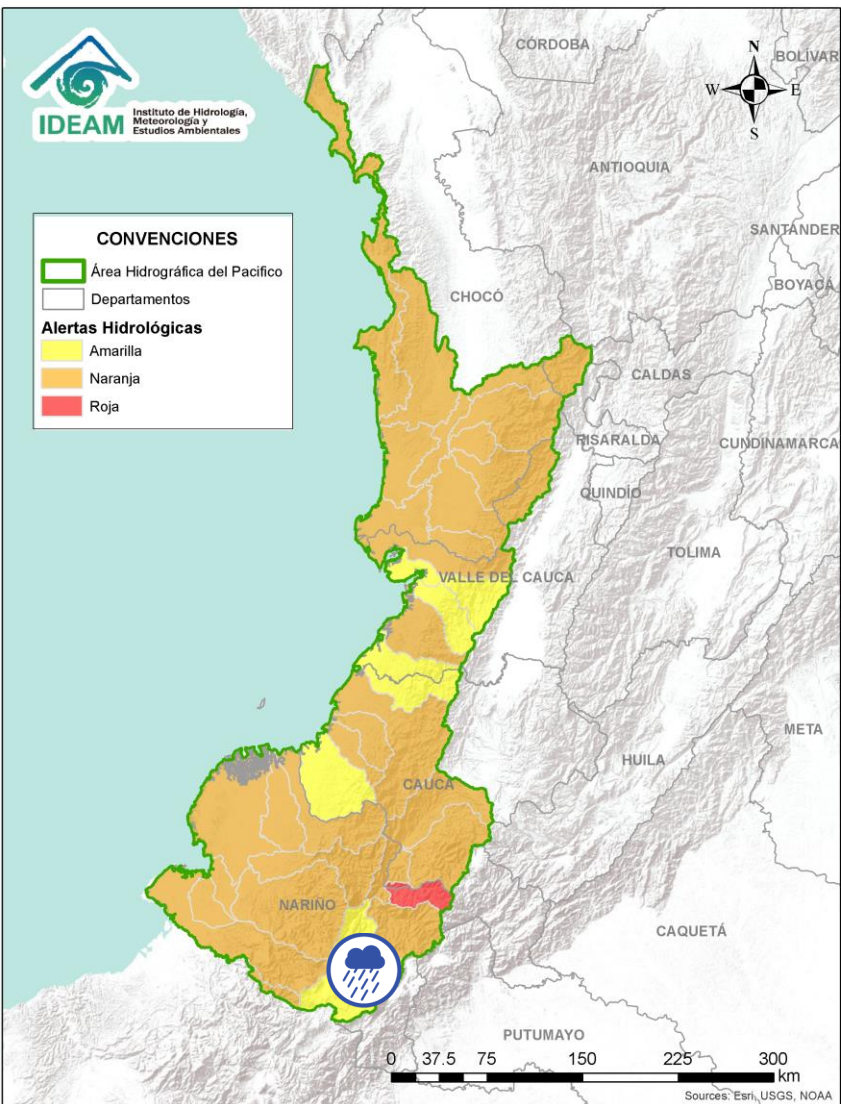 IDEAM
Instituto de Hidrología,
Meteorología y
Estudios Ambientales
CÓRDOBA
BOLÍVAR
N
W
E
S
ANTIOQUIA
SANTANDER
BOYACÁ
CONVENCIONES
Área Hidrográfica del Pacifico
Departamentos
Alertas Hidrológicas
Amarilla
Naranja
Roja
CHOCÓ
CALDAS
RISARALDA
CUNDINAMARCA
QUINDÍO
TOLIMA
VALLE DEL CAUCA
META
HUILA
CAUCA
NARIÑO
CAQUETÁ
PUTUMAYO
0 37.5 75 150 225 300
km
Sources: Esri, USGS, NOAA